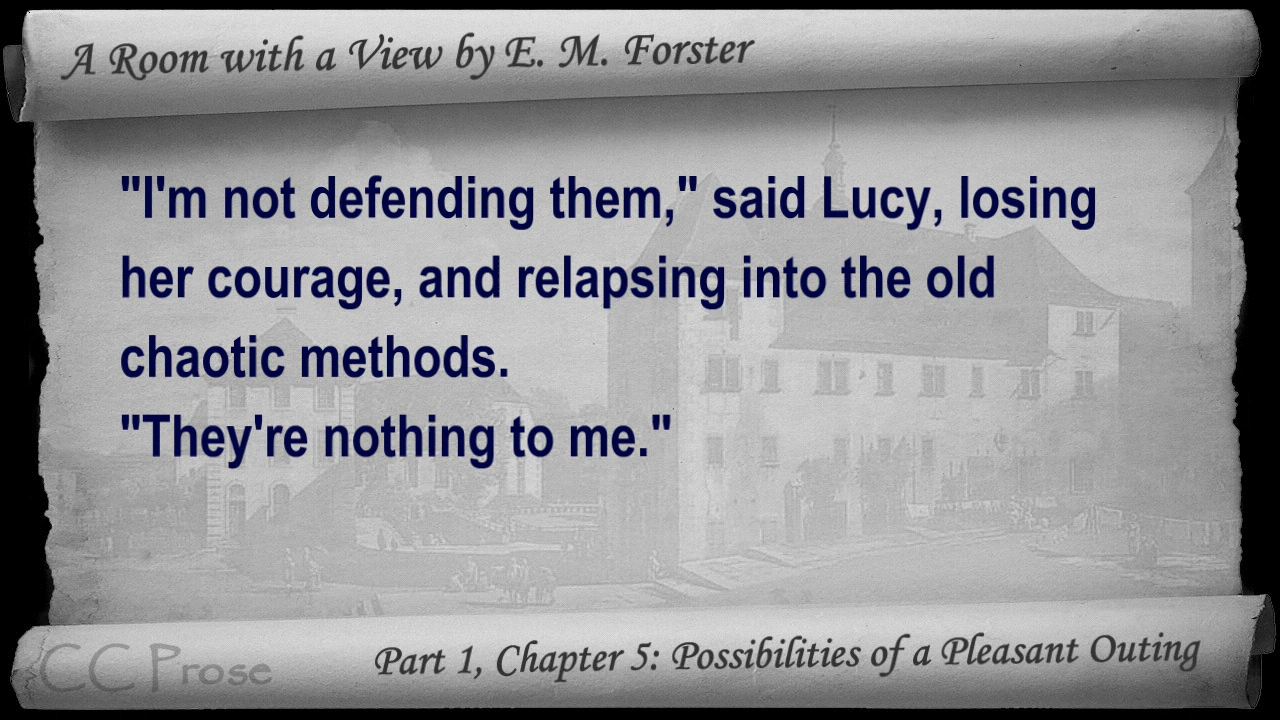 A Room with a View by E. M. Forster
"I'm not defending them," said Lucy, losing
her courage, and relapsing into the old
chaotic methods.
"They're nothing to me."
CC Prose
Part 1, Chapter 5: Possibilities of a Pleasant Outing